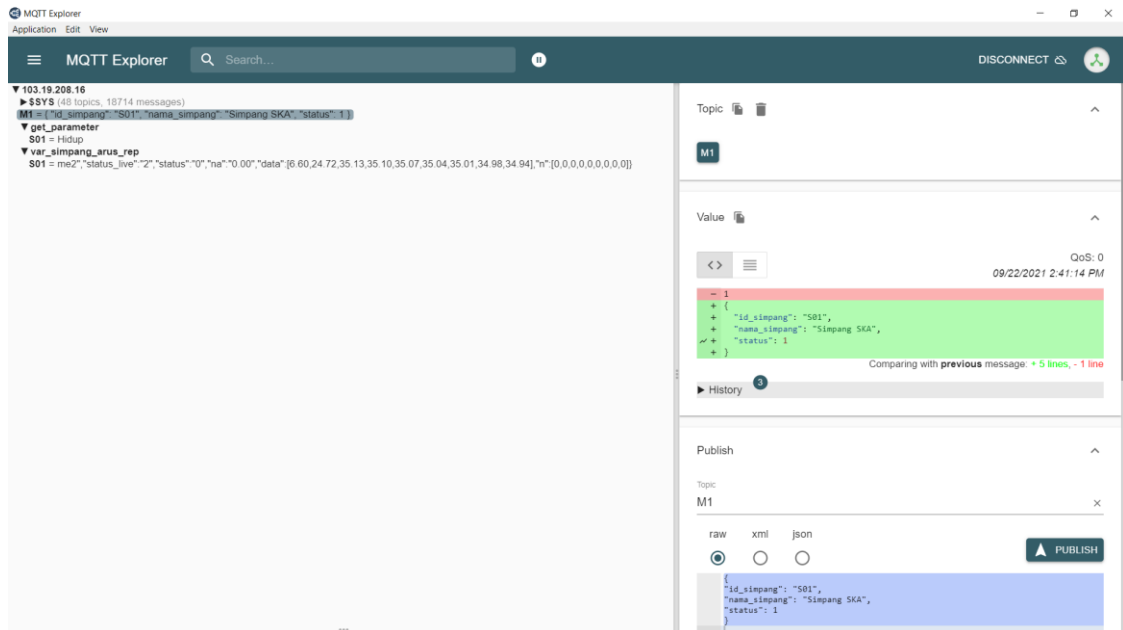 MQTT Explorer
Application Edit View
MQTT Explorer
Search...
DISCONNECT
▼ 103.19.208.16
▶ $SYS (48 topics, 18714 messages)
M1 = { "id_simpang": "S01", "nama_simpang": "Simpang SKA", "status": 1 }
▼ get_parameter
S01 = Hidup
▼ var_simpang_arus_rep
S01 = me2","status_live":"2","status":"0","na":"0.00","data":[6.60,24.72,35.13,35.10,35.07,35.04,35.01,34.98,34.94],"n":[0,0,0,0,0,0,0,0,0]}
Topic
M1
Value
QoS: 0
09/22/2021 2:41:14 PM
- 1
+ {
+ "id_simpang": "S01",
+ "nama_simpang": "Simpang SKA",
+ "status": 1
+ }
Comparing with previous message: + 5 lines, - 1 line
▶ History 3
Publish
Topic
M1
raw xml json
PUBLISH
{
"id_simpang": "S01",
"nama_simpang": "Simpang SKA",
"status": 1
}